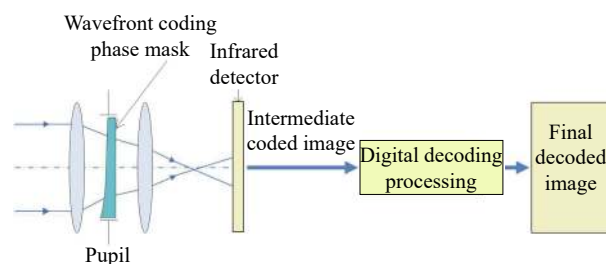 Wavefront coding
phase mask
Infrared
detector
Intermediate
coded image
Digital decoding
processing
Final
decoded
image
Pupil